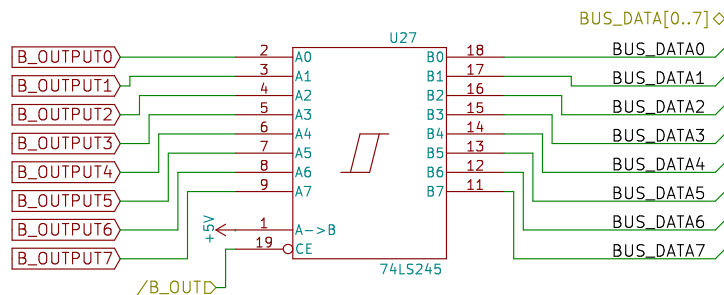 BUS_DATA[0..7]
U27
B_OUTPUT0 2 A0 B0 18 BUS_DATA0
B_OUTPUT1 3 A1 B1 17 BUS_DATA1
B_OUTPUT2 4 A2 B2 16 BUS_DATA2
B_OUTPUT3 5 A3 B3 15 BUS_DATA3
B_OUTPUT4 6 A4 B4 14 BUS_DATA4
B_OUTPUT5 7 A5 B5 13 BUS_DATA5
B_OUTPUT6 8 A6 B6 12 BUS_DATA6
B_OUTPUT7 9 A7 B7 11 BUS_DATA7
+5V 1 A->B
19 CE
74LS245
/B_OUT